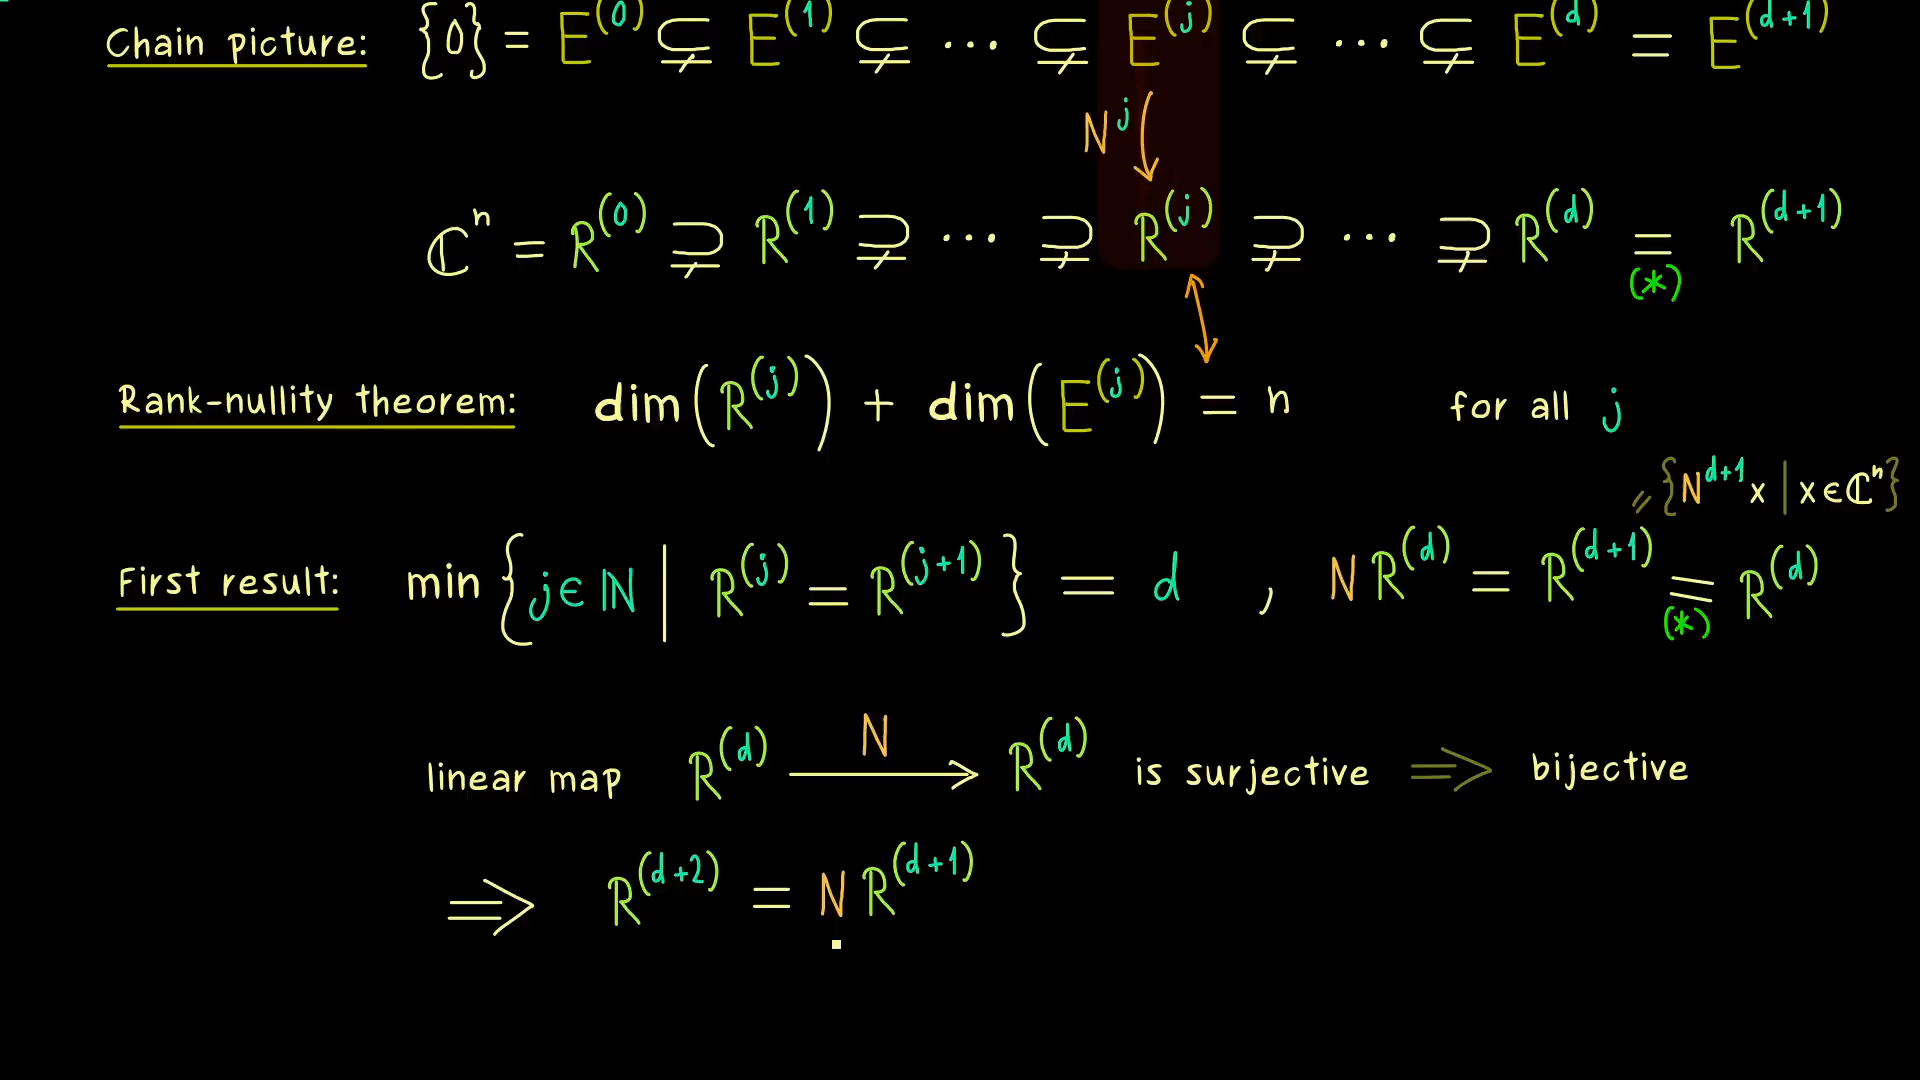 Chain picture: {0} = E^(0) ⊊ E^(1) ⊊ ... ⊊ E^(j) ⊊ ... ⊊ E^(d) = E^(d+1)
N^j
ℂ^n = R^(0) ⊋ R^(1) ⊋ ... ⊋ R^(j) ⊋ ... ⊋ R^(d) = R^(d+1)
(*)
Rank-nullity theorem: dim(R^(j)) + dim(E^(j)) = n for all j
= {N^d+1 x | x ∈ ℂ^n}
First result: min {j ∈ ℕ | R^(j) = R^(j+1)} = d , N R^(d) = R^(d+1) = R^(d)
(*)
N
linear map R^(d) ⟶ R^(d) is surjective ⟹ bijective
⟹ R^(d+2) = N R^(d+1)